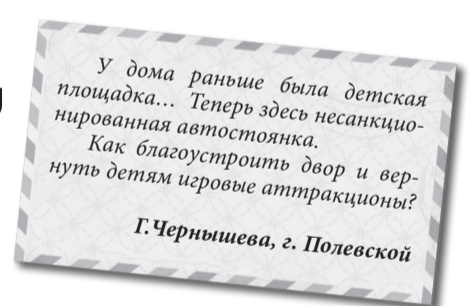 У дома раньше была детская
площадка... Теперь здесь несанкцио-
нированная автостоянка.
Как благоустроить двор и вер-
нуть детям игровые аттракционы?
Г.Чернышева, г. Полевской